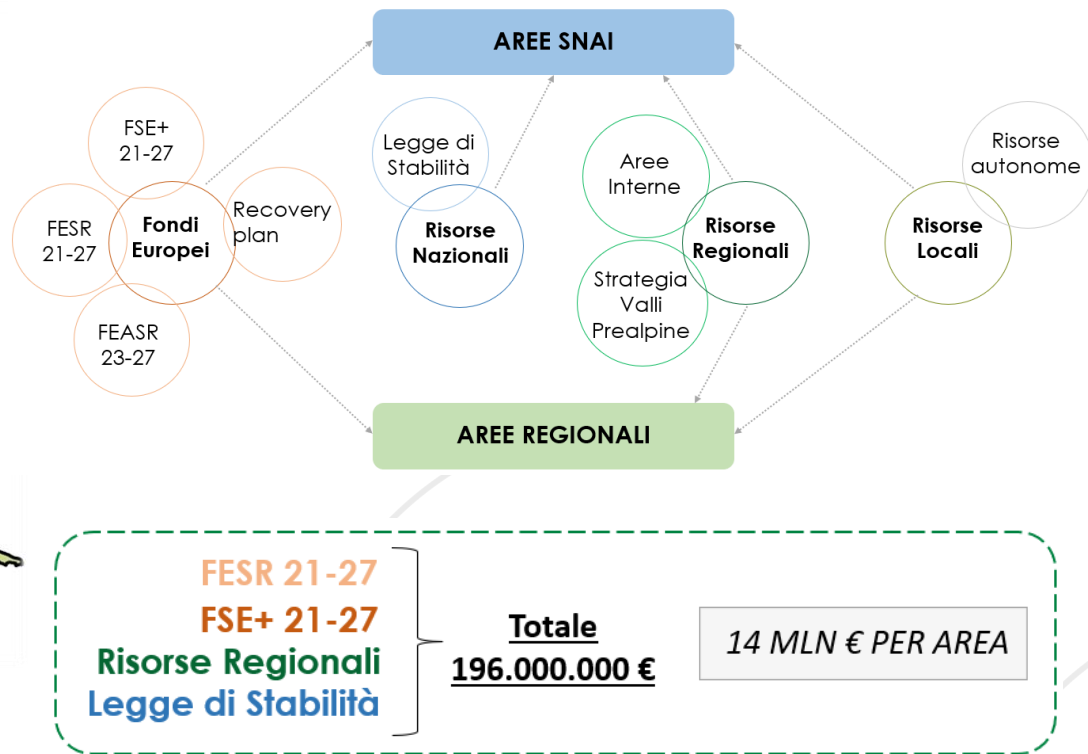 AREE SNAI
FSE+
21-27
FESR
21-27
Fondi
Europei
Recovery
plan
FEASR
23-27
Legge di
Stabilità
Risorse
Nazionali
Aree
Interne
Strategia
Valli
Prealpine
Risorse
Regionali
Risorse
autonome
Risorse
Locali
AREE REGIONALI
FESR 21-27
FSE+ 21-27
Risorse Regionali
Legge di Stabilità
Totale
196.000.000 €
14 MLN € PER AREA